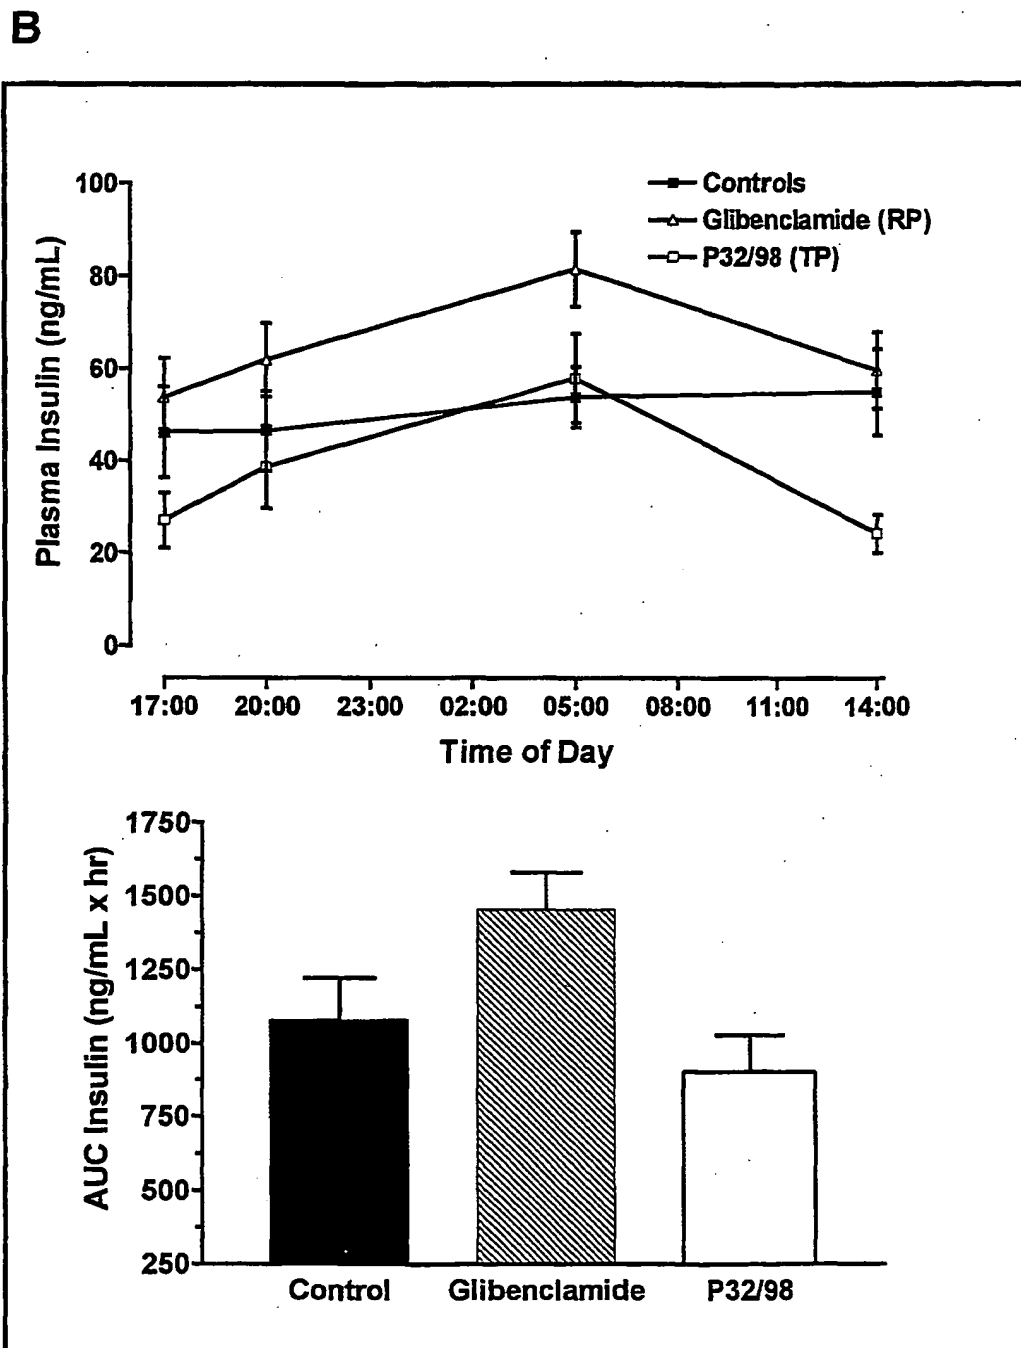 B
100
80
60
40
20
0
Plasma Insulin (ng/mL)
Controls
Glibenclamide (RP)
P32/98 (TP)
17:00 20:00 23:00 02:00 05:00 08:00 11:00 14:00
Time of Day
1750
1500
1250
1000
750
500
250
AUC Insulin (ng/mL x hr)
Control Glibenclamide P32/98